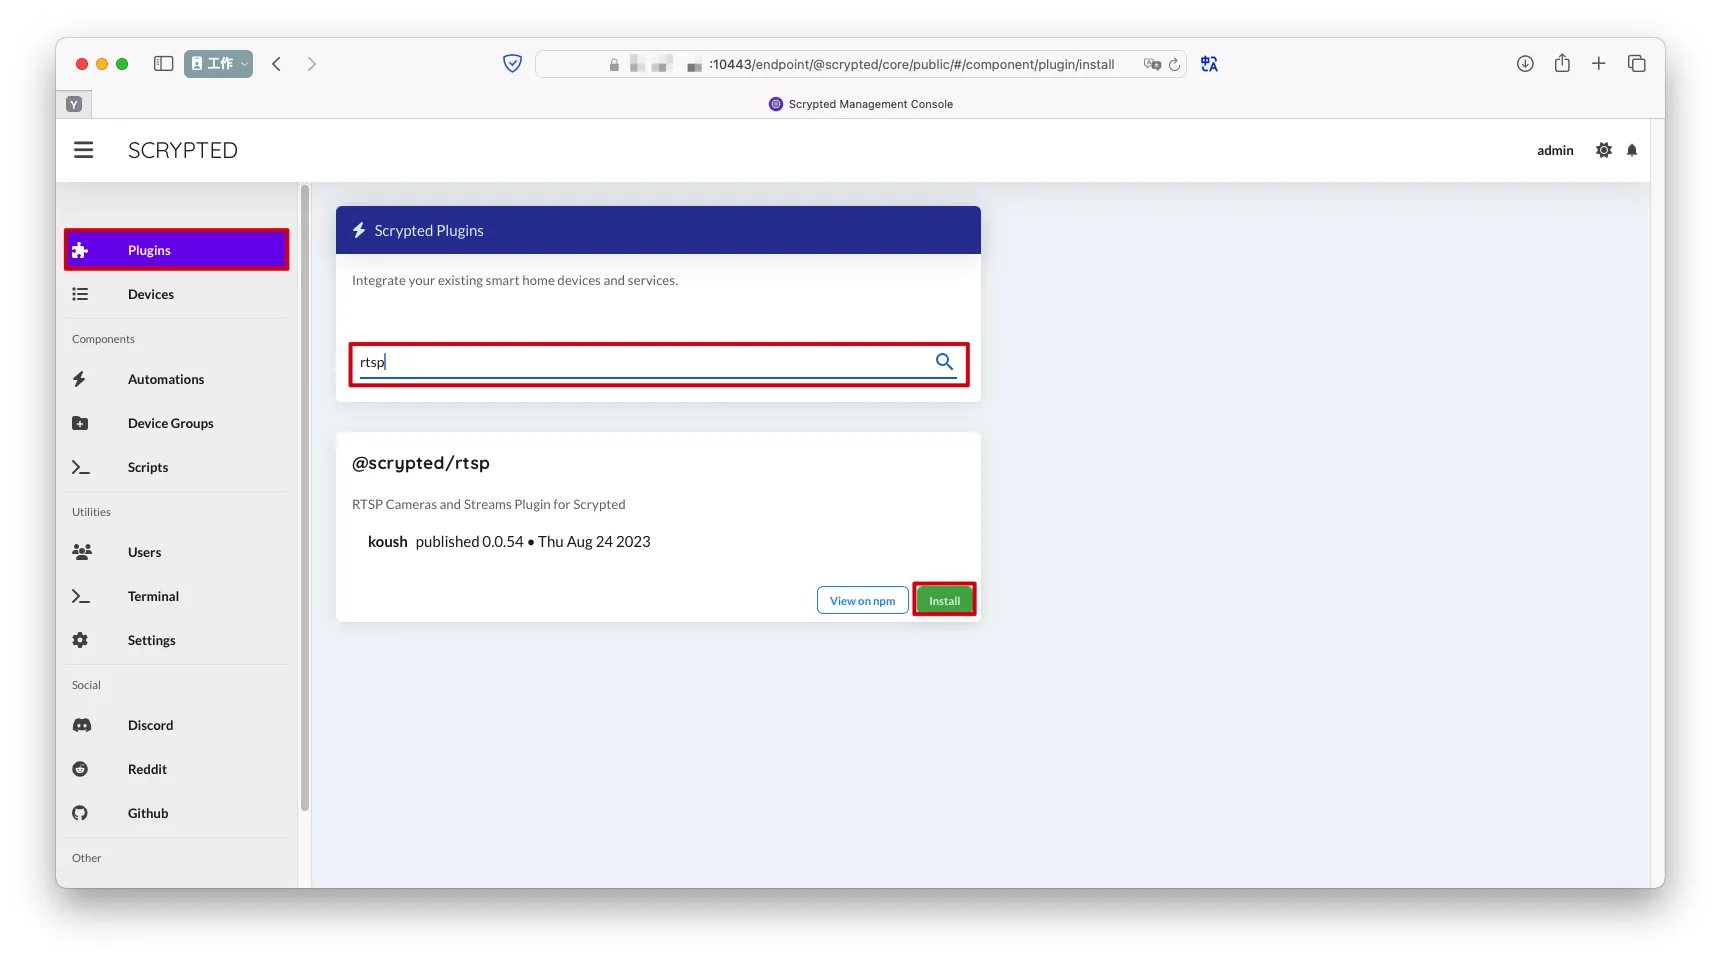 工作
:10443/endpoint/@scrypted/core/public/#/component/plugin/install
Y
Scrypted Management Console
SCRYPTED
admin
Plugins
Devices
Components
Automations
Device Groups
Scripts
Utilities
Users
Terminal
Settings
Social
Discord
Reddit
Github
Other
Scrypted Plugins
Integrate your existing smart home devices and services.
rtsp
@scrypted/rtsp
RTSP Cameras and Streams Plugin for Scrypted
koush published 0.0.54 • Thu Aug 24 2023
View on npm
Install